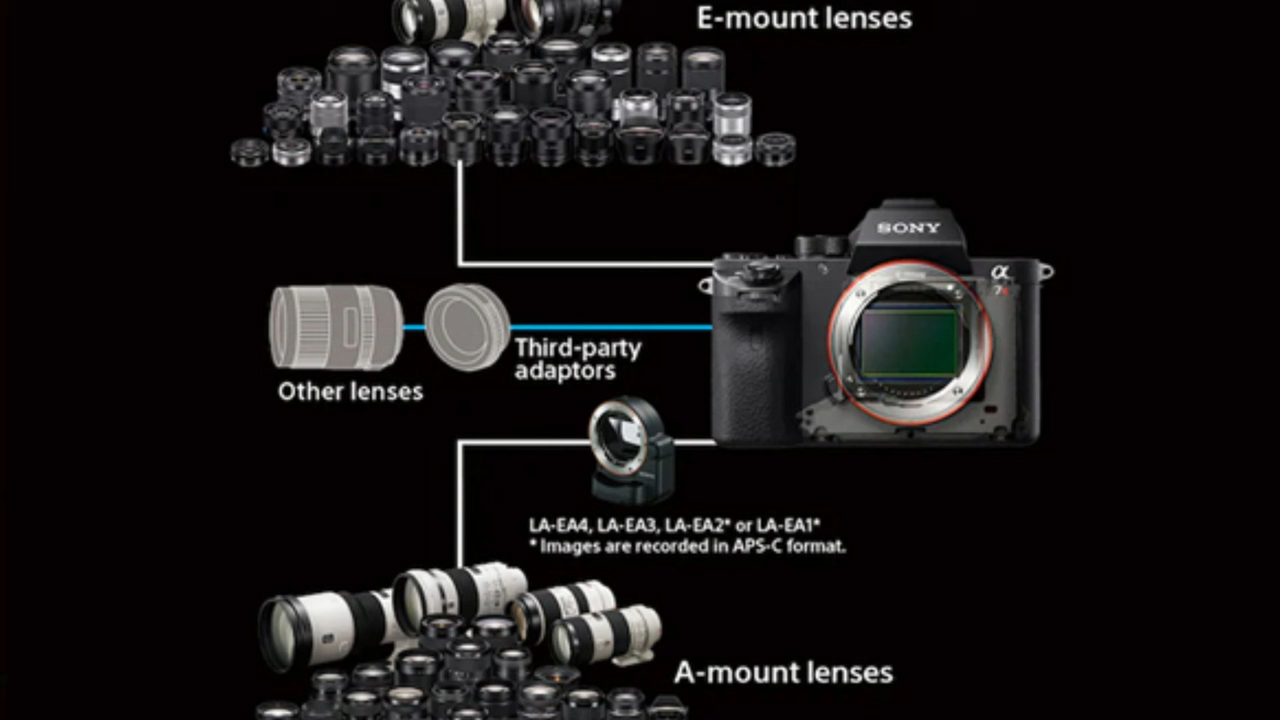 E-mount lenses
SONY
α
7R
Third-party
adaptors
Other lenses
LA-EA4, LA-EA3, LA-EA2* or LA-EA1*
* Images are recorded in APS-C format.
A-mount lenses